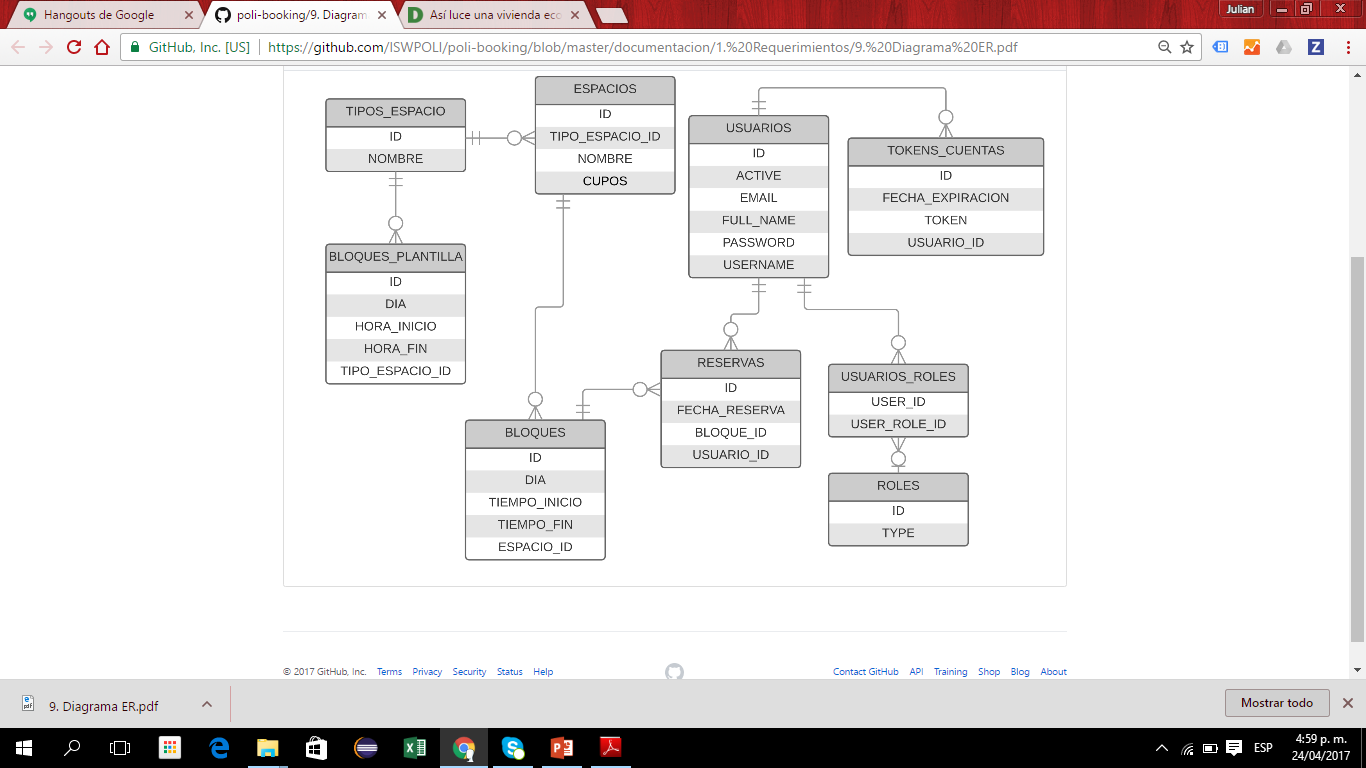 Hangouts de Google
poli-booking/9. Diagram
Así luce una vivienda eco
Julian
GitHub, Inc. [US]
https://github.com/ISWPOLI/poli-booking/blob/master/documentacion/1.%20Requerimientos/9.%20Diagrama%20ER.pdf
TIPOS_ESPACIO
ID
NOMBRE
ESPACIOS
ID
TIPO_ESPACIO_ID
NOMBRE
CUPOS
USUARIOS
ID
ACTIVE
EMAIL
FULL_NAME
PASSWORD
USERNAME
TOKENS_CUENTAS
ID
FECHA_EXPIRACION
TOKEN
USUARIO_ID
BLOQUES_PLANTILLA
ID
DIA
HORA_INICIO
HORA_FIN
TIPO_ESPACIO_ID
RESERVAS
ID
FECHA_RESERVA
BLOQUE_ID
USUARIO_ID
USUARIOS_ROLES
USER_ID
USER_ROLE_ID
BLOQUES
ID
DIA
TIEMPO_INICIO
TIEMPO_FIN
ESPACIO_ID
ROLES
ID
TYPE
© 2017 GitHub, Inc. Terms Privacy Security Status Help
Contact GitHub API Training Shop Blog About
9. Diagrama ER.pdf
Mostrar todo
ESP
4:59 p. m.
24/04/2017